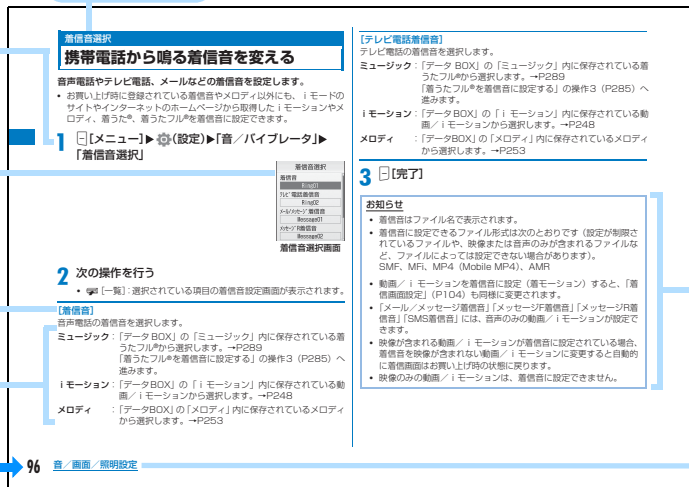 着信音選択
携帯電話から鳴る着信音を変える
音声電話やテレビ電話、メールなどの着信音を設定します。
• お買い上げ時に登録されている着信音やメロディ以外にも、ｉモードの
サイトやインターネットのホームページから取得したｉモーションやメ
ロディ、着うた®、着うたフル®を着信音に設定できます。
1 [メニュー]▶(設定)▶「音／バイブレータ」▶
「着信音選択」
着信音選択
着信音
Ring01
テレビ電話着信音
Ring02
メール/メッセージ着信音
Message01
メッセージR着信音
Message02
着信音選択画面
2 次の操作を行う
• [一覧]：選択されている項目の着信音設定画面が表示されます。
[着信音]
音声電話の着信音を選択します。
ミュージック：「データ BOX」の「ミュージック」内に保存されている着
うたフル®から選択します。→P289
「着うたフル®を着信音に設定する」の操作3（P285）へ
進みます。
ｉモーション：「データBOX」の「ｉモーション」内に保存されている動
画／ｉモーションから選択します。→P248
メロディ ：「データBOX」の「メロディ」内に保存されているメロディ
から選択します。→P253
[テレビ電話着信音]
テレビ電話の着信音を選択します。
ミュージック：「データ BOX」の「ミュージック」内に保存されている着
うたフル®から選択します。→P289
「着うたフル®を着信音に設定する」の操作3（P285）へ
進みます。
ｉモーション：「データ BOX」の「ｉモーション」内に保存されている動
画／ｉモーションから選択します。→P248
メロディ ：「データBOX」の「メロディ」内に保存されているメロディ
から選択します。→P253
3 [完了]
お知らせ
• 着信音はファイル名で表示されます。
• 着信音に設定できるファイル形式は次のとおりです（設定が制限さ
れているファイルや、映像または音声のみが含まれるファイルな
ど、ファイルによっては設定できない場合があります）。
SMF、MFi、MP4（Mobile MP4）、AMR
• 動画／ｉモーションを着信音に設定（着モーション）すると、「着
信画面設定」（P104）も同様に変更されます。
• 「メール／メッセージ着信音」「メッセージF着信音」「メッセージR着
信音」「SMS着信音」には、音声のみの動画／ｉモーションが設定で
きます。
• 映像が含まれる動画／ｉモーションが着信音に設定されている場合、
着信音を映像が含まれない動画／ｉモーションに変更すると自動的
に着信画面はお買い上げ時の状態に戻ります。
• 映像のみの動画／ｉモーションは、着信音に設定できません。
96 音／画面／照明設定